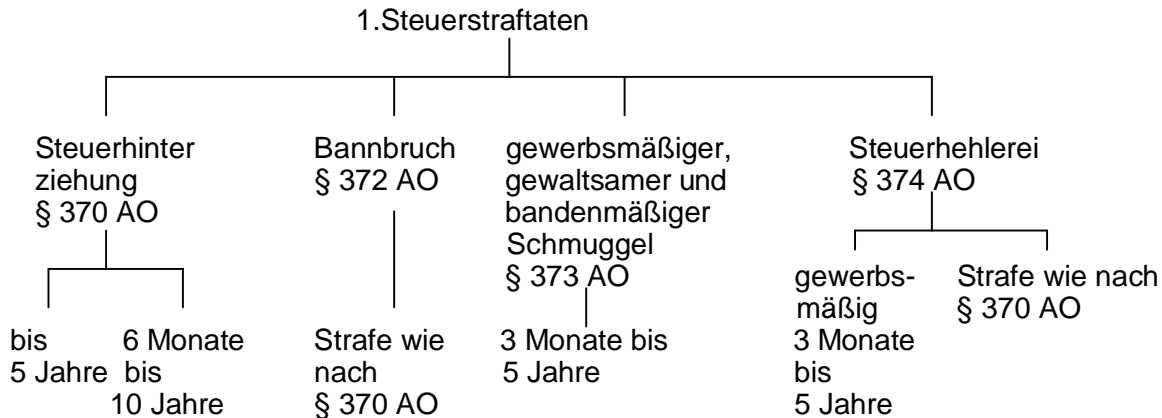 1.Steuerstraftaten
Steuerhinter
ziehung
§ 370 AO
bis
5 Jahre
6 Monate
bis
10 Jahre
Bannbruch
§ 372 AO
Strafe wie
nach
§ 370 AO
gewerbsmäßiger,
gewaltsamer und
bandenmäßiger
Schmuggel
§ 373 AO
3 Monate bis
5 Jahre
Steuerhehlerei
§ 374 AO
gewerbs-
mäßig
3 Monate
bis
5 Jahre
Strafe wie nach
§ 370 AO